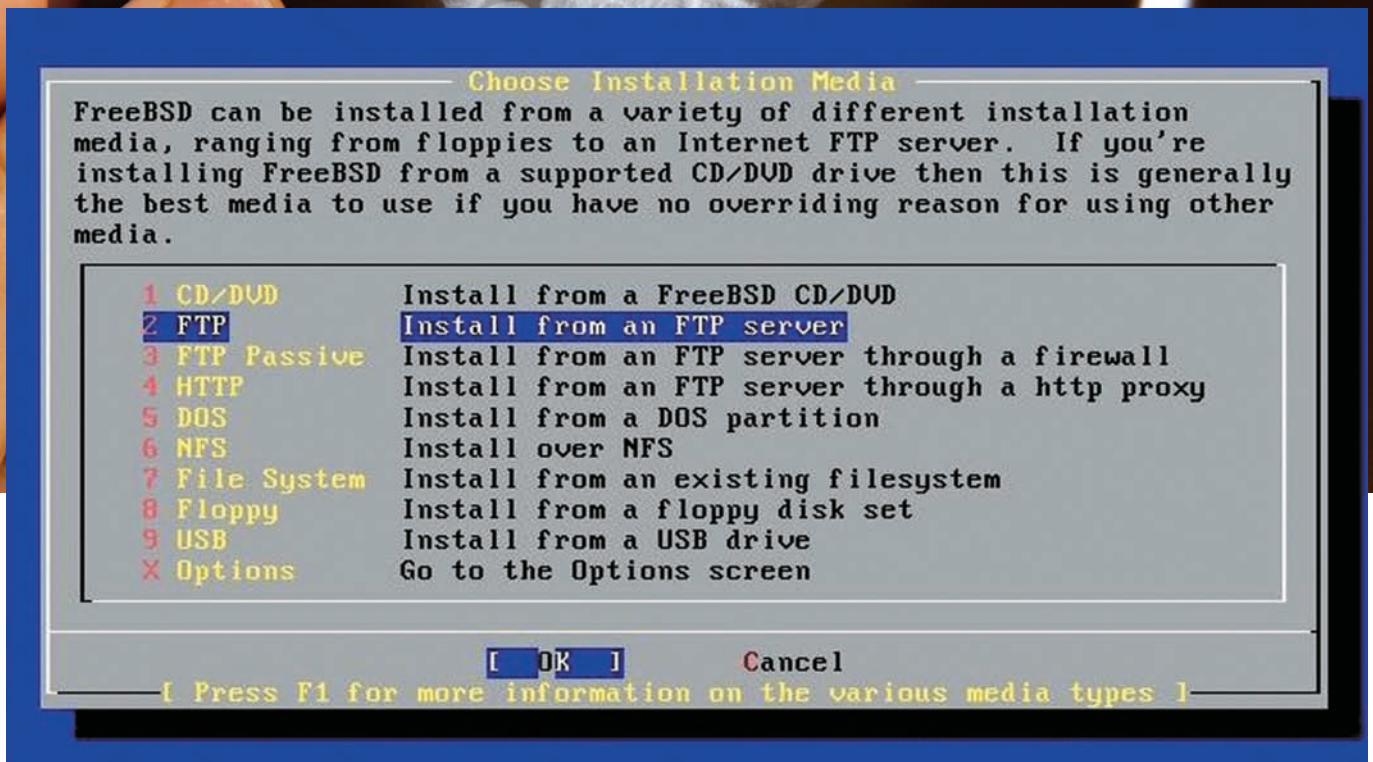 Choose Installation Media
FreeBSD can be installed from a variety of different installation
media, ranging from floppies to an Internet FTP server.  If you're
installing FreeBSD from a supported CD/DVD drive then this is generally
the best media to use if you have no overriding reason for using other
media.
1 CD/DVD Install from a FreeBSD CD/DVD
2 FTP Install from an FTP server
3 FTP Passive Install from an FTP server through a firewall
4 HTTP Install from an FTP server through a http proxy
5 DOS Install from a DOS partition
6 NFS Install over NFS
7 File System Install from an existing filesystem
8 Floppy Install from a floppy disk set
9 USB Install from a USB drive
X Options Go to the Options screen
[ OK ] Cancel
[ Press F1 for more information on the various media types ]